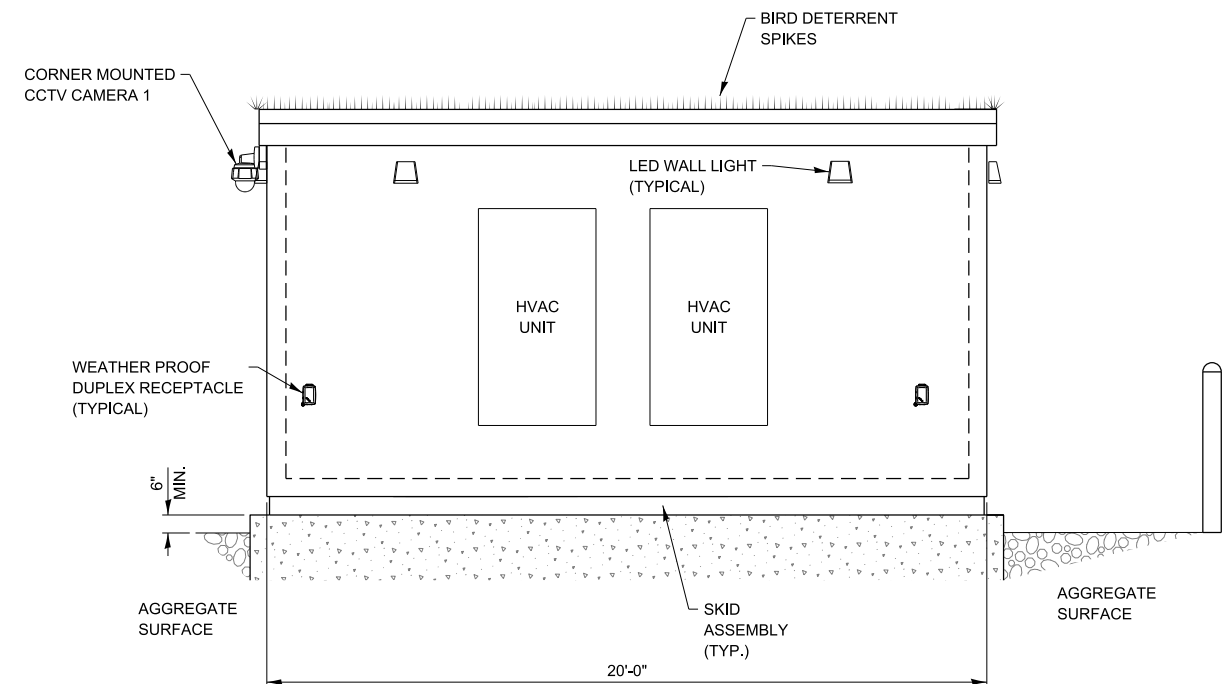 BIRD DETERRENT
SPIKES
CORNER MOUNTED
CCTV CAMERA 1
LED WALL LIGHT
(TYPICAL)
HVAC
UNIT
HVAC
UNIT
WEATHER PROOF
DUPLEX RECEPTACLE
(TYPICAL)
6"
MIN.
AGGREGATE
SURFACE
SKID
ASSEMBLY
(TYP.)
AGGREGATE
SURFACE
20'-0"